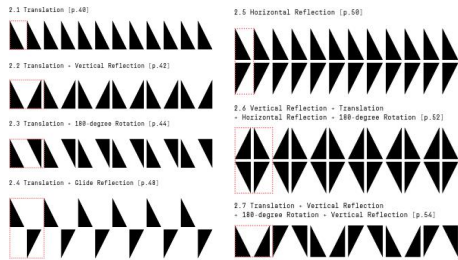 2.1 Translation [p.40]
2.2 Translation + Vertical Reflection [p.42]
2.3 Translation + 180-degree Rotation [p.44]
2.4 Translation + Glide Reflection [p.48]
2.5 Horizontal Reflection [p.50]
2.6 Vertical Reflection + Translation
+ Horizontal Reflection + 180-degree Rotation [p.52]
2.7 Translation + Vertical Reflection
+ 180-degree Rotation + Vertical Reflection [p.54]